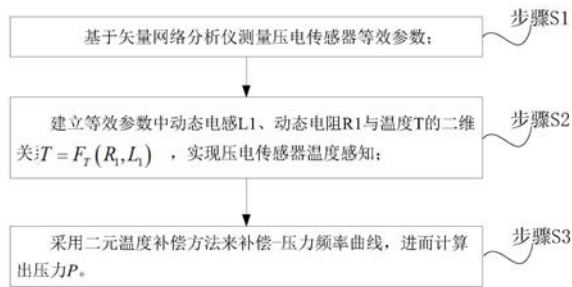 步骤S1
基于矢量网络分析仪测量压电传感器等效参数;
步骤S2
建立等效参数中动态电感L1、动态电阻R1与温度T的二维
关系T = F_T(R_1, L_1) ，实现压电传感器温度感知;
步骤S3
采用二元温度补偿方法来补偿-压力频率曲线，进而计算
出压力P。